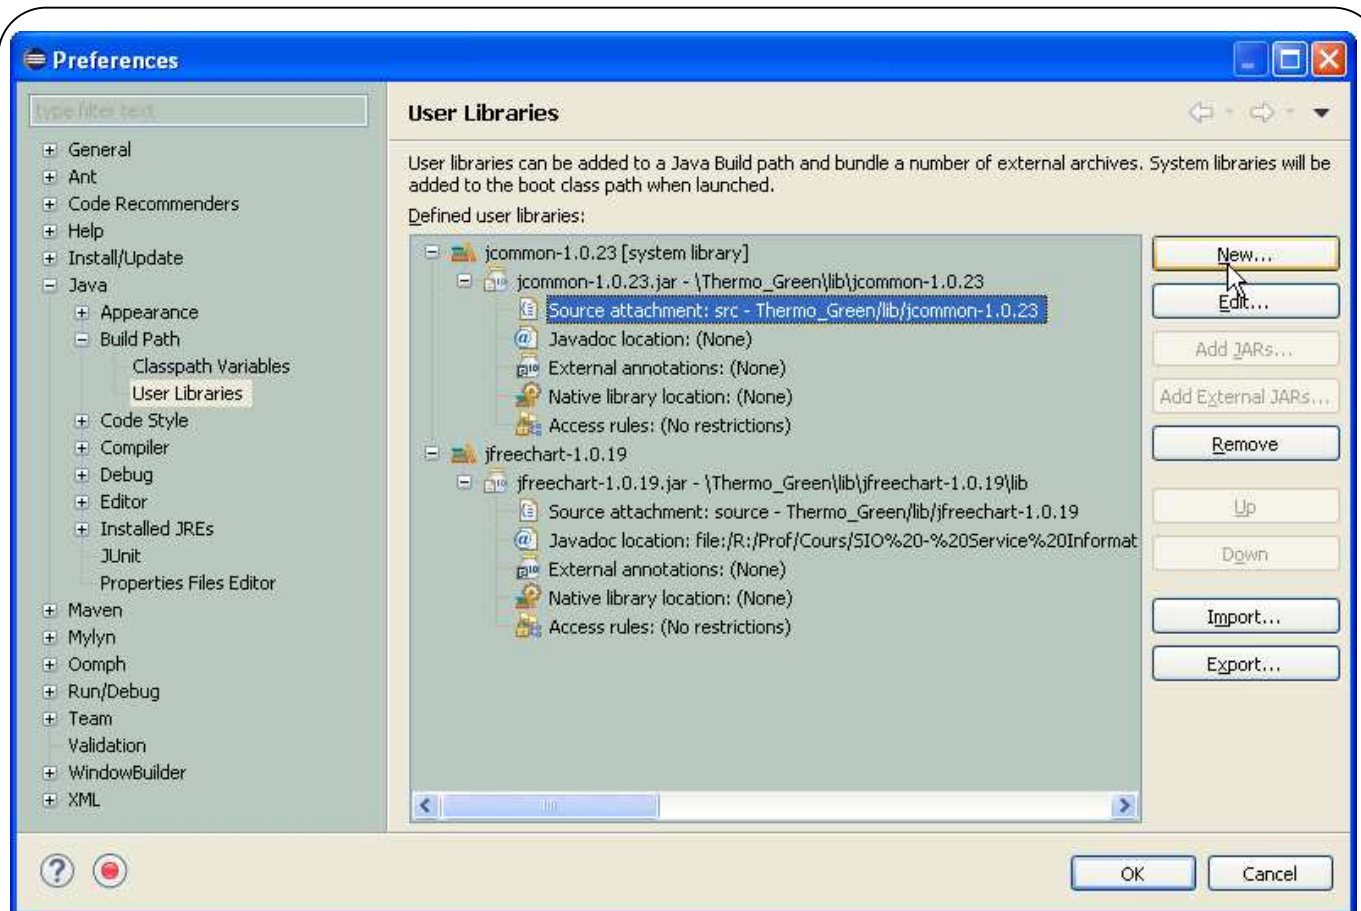 Preferences
type filter text
General
Ant
Code Recommenders
Help
Install/Update
Java
Appearance
Build Path
Classpath Variables
User Libraries
Code Style
Compiler
Debug
Editor
Installed JREs
JUnit
Properties Files Editor
Maven
Mylyn
Oomph
Run/Debug
Team
Validation
WindowBuilder
XML
User Libraries
User libraries can be added to a Java Build path and bundle a number of external archives. System libraries will be
added to the boot class path when launched.
Defined user libraries:
jcommon-1.0.23 [system library]
jcommon-1.0.23.jar - \Thermo_Green\lib\jcommon-1.0.23
Source attachment: src - Thermo_Green/lib/jcommon-1.0.23
Javadoc location: (None)
External annotations: (None)
Native library location: (None)
Access rules: (No restrictions)
jfreechart-1.0.19
jfreechart-1.0.19.jar - \Thermo_Green\lib\jfreechart-1.0.19\lib
Source attachment: source - Thermo_Green/lib/jfreechart-1.0.19
Javadoc location: file:/R:/Prof/Cours/SIO%20-%20Service%20Informat
External annotations: (None)
Native library location: (None)
Access rules: (No restrictions)
New...
Edit...
Add JARs...
Add External JARs...
Remove
Up
Down
Import...
Export...
OK
Cancel